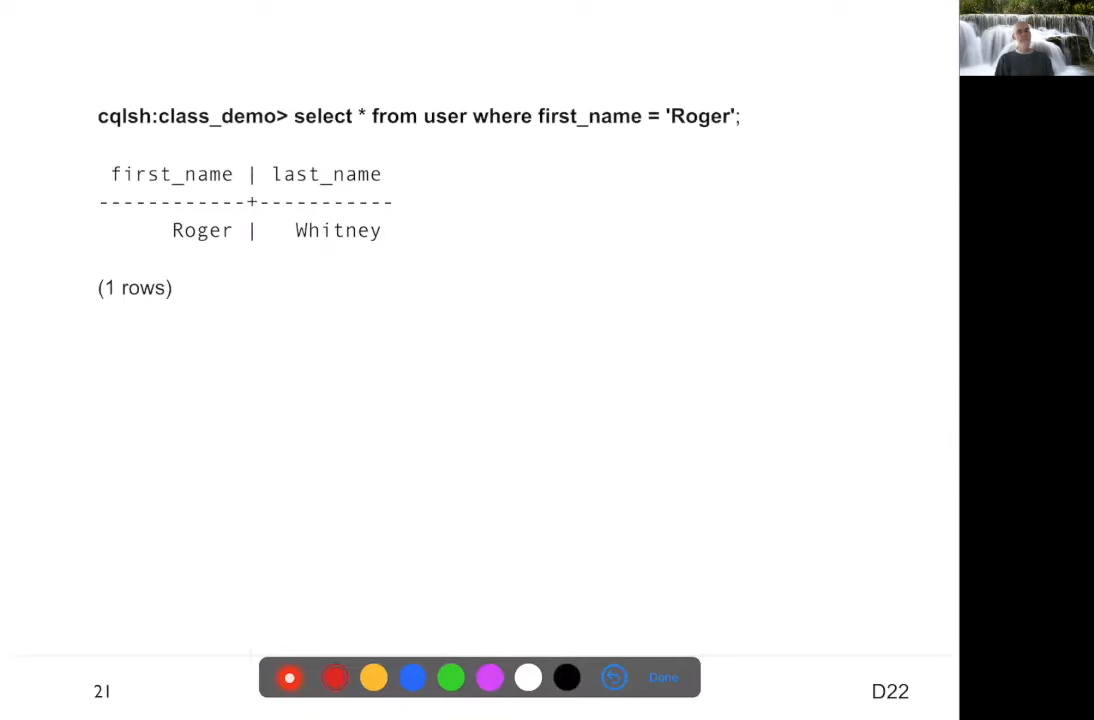 cqlsh:class_demo> select * from user where first_name = 'Roger';
first_name | last_name
------------+-----------
Roger | Whitney
(1 rows)
Done
21
D22